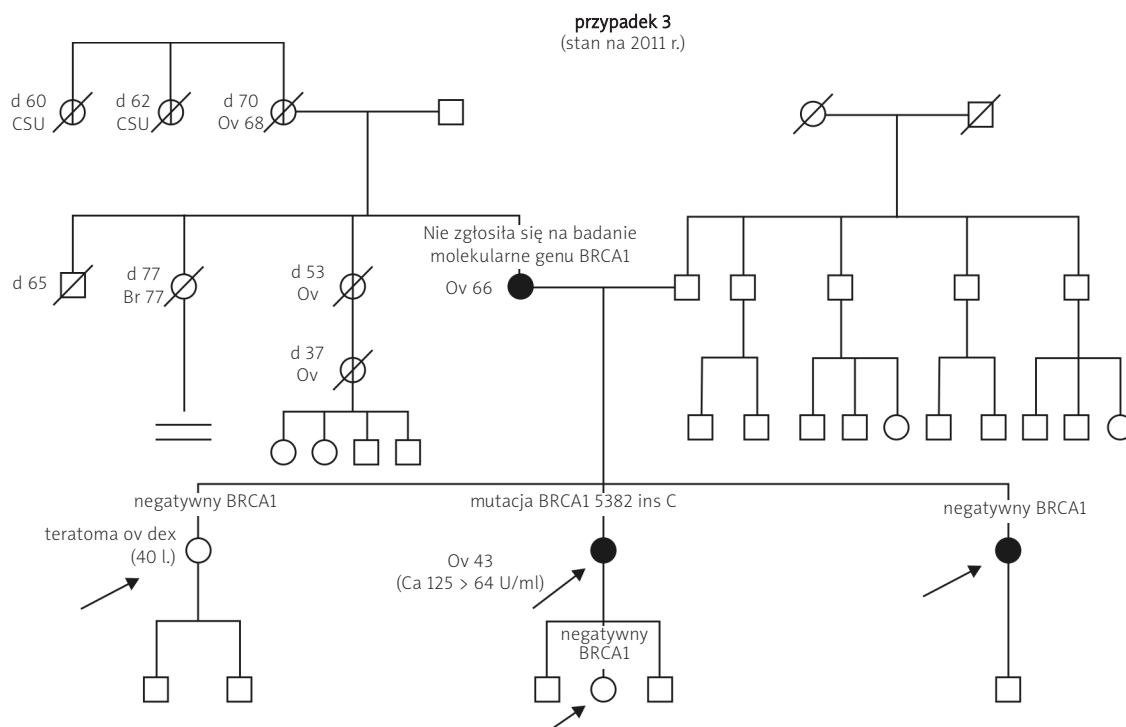 przypadek 3
(stan na 2011 r.)
d 60
CSU
d 62
CSU
d 70
Ov 68
Nie zgłosiła się na badanie
molekularne genu BRCA1
d 65
d 77
Br 77
d 53
Ov
Ov 66
d 37
Ov
negatywny BRCA1
mutacja BRCA1 5382 ins C
negatywny BRCA1
teratoma ov dex
(40 l.)
Ov 43
(Ca 125 > 64 U/ml)
negatywny
BRCA1